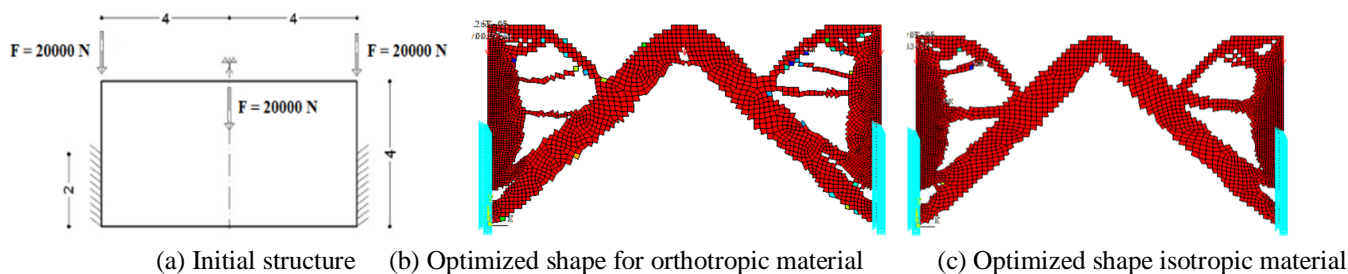 4 4
F = 20000 N F = 20000 N
F = 20000 N
2
4
(a) Initial structure (b) Optimized shape for orthotropic material (c) Optimized shape isotropic material